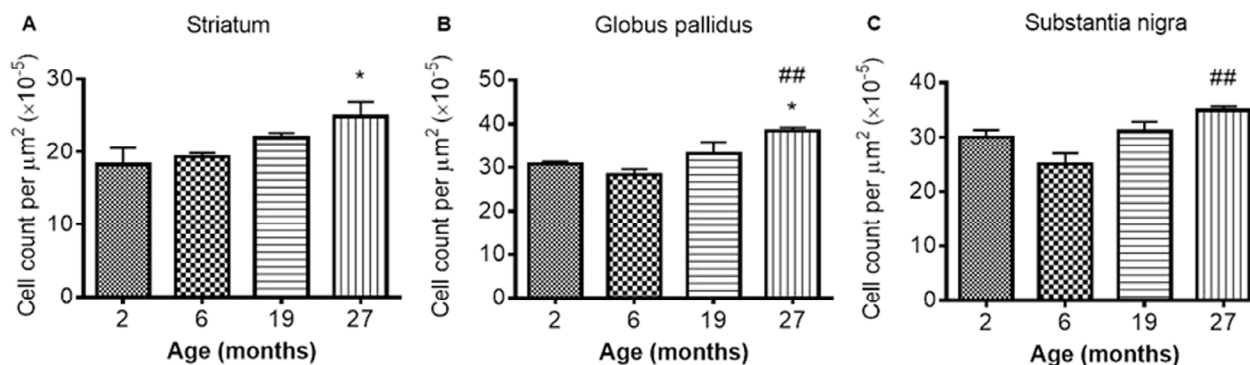 A Striatum
Cell count per μm² (×10⁻⁵)
30
20
10
0
*
2 6 19 27
Age (months)
B Globus pallidus
Cell count per μm² (×10⁻⁵)
50
40
30
20
10
0
##
*
2 6 19 27
Age (months)
C Substantia nigra
Cell count per μm² (×10⁻⁵)
40
30
20
10
0
##
2 6 19 27
Age (months)